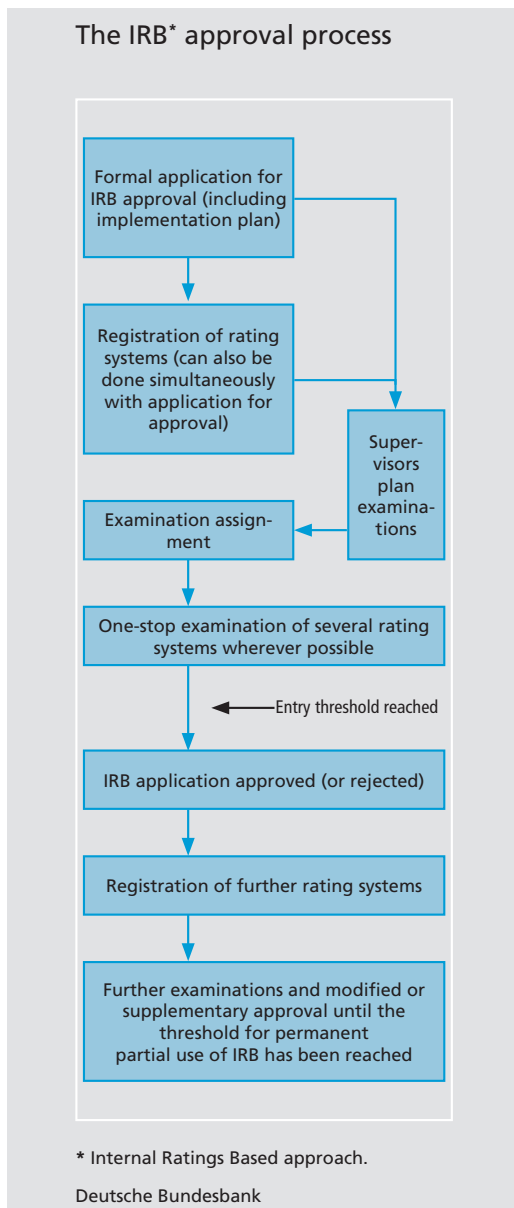 The IRB* approval process
Formal application for
IRB approval (including
implementation plan)
Registration of rating
systems (can also be
done simultaneously
with application for
approval)
Super-
visors
plan
examina-
tions
Examination assign-
ment
One-stop examination of several rating
systems wherever possible
Entry threshold reached
IRB application approved (or rejected)
Registration of further rating systems
Further examinations and modified or
supplementary approval until the
threshold for permanent
partial use of IRB has been reached
* Internal Ratings Based approach.
Deutsche Bundesbank